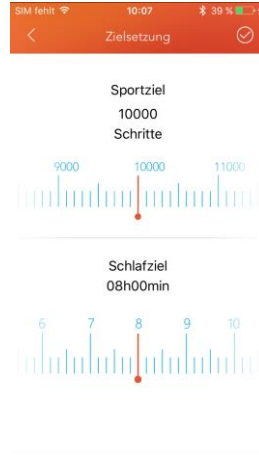 SIM fehlt 10:07 39 %
Zielsetzung
Sportziel
10000
Schritte
9000 10000 11000
Schlafziel
08h00min
6 7 8 9 10